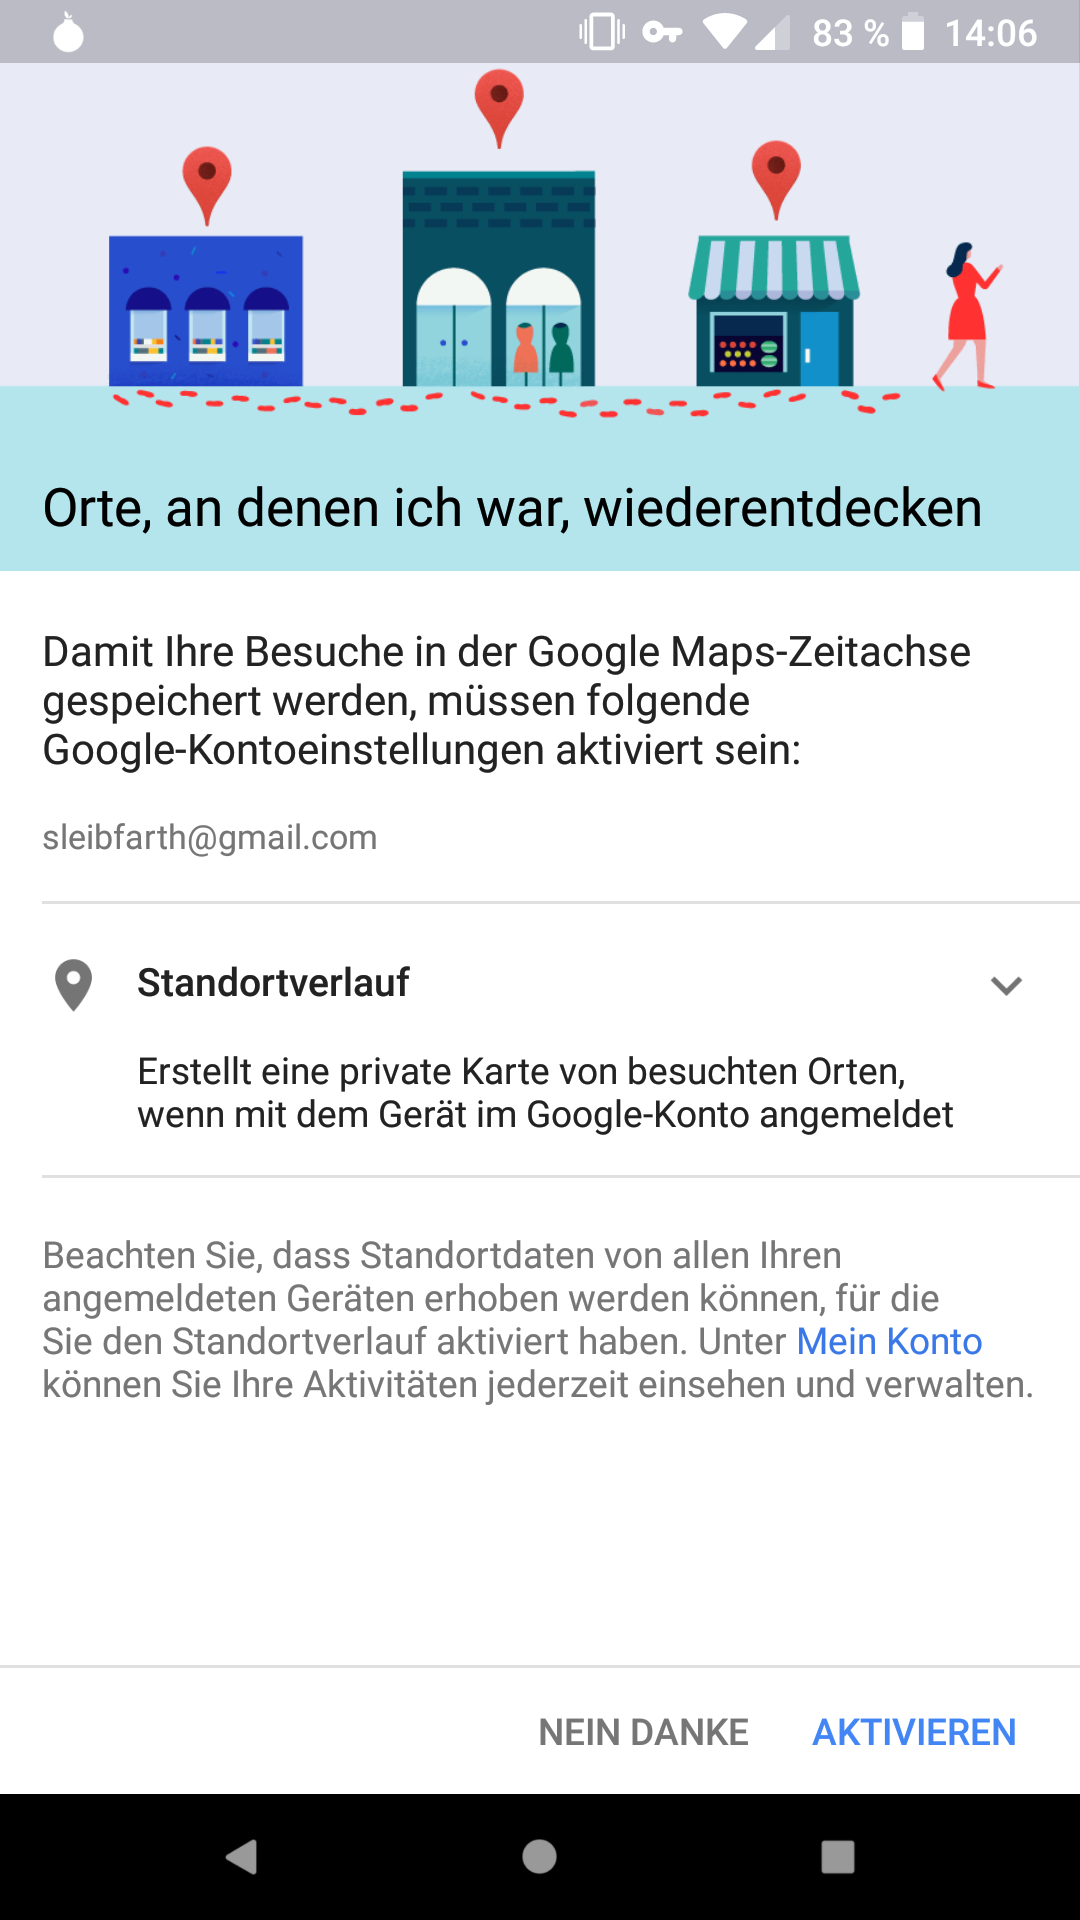 83 % 14:06
Orte, an denen ich war, wiederentdecken
Damit Ihre Besuche in der Google Maps-Zeitachse
gespeichert werden, müssen folgende
Google-Kontoeinstellungen aktiviert sein:
sleibfarth@gmail.com
Standortverlauf
Erstellt eine private Karte von besuchten Orten,
wenn mit dem Gerät im Google-Konto angemeldet
Beachten Sie, dass Standortdaten von allen Ihren
angemeldeten Geräten erhoben werden können, für die
Sie den Standortverlauf aktiviert haben. Unter Mein Konto
können Sie Ihre Aktivitäten jederzeit einsehen und verwalten.
NEIN DANKE AKTIVIEREN